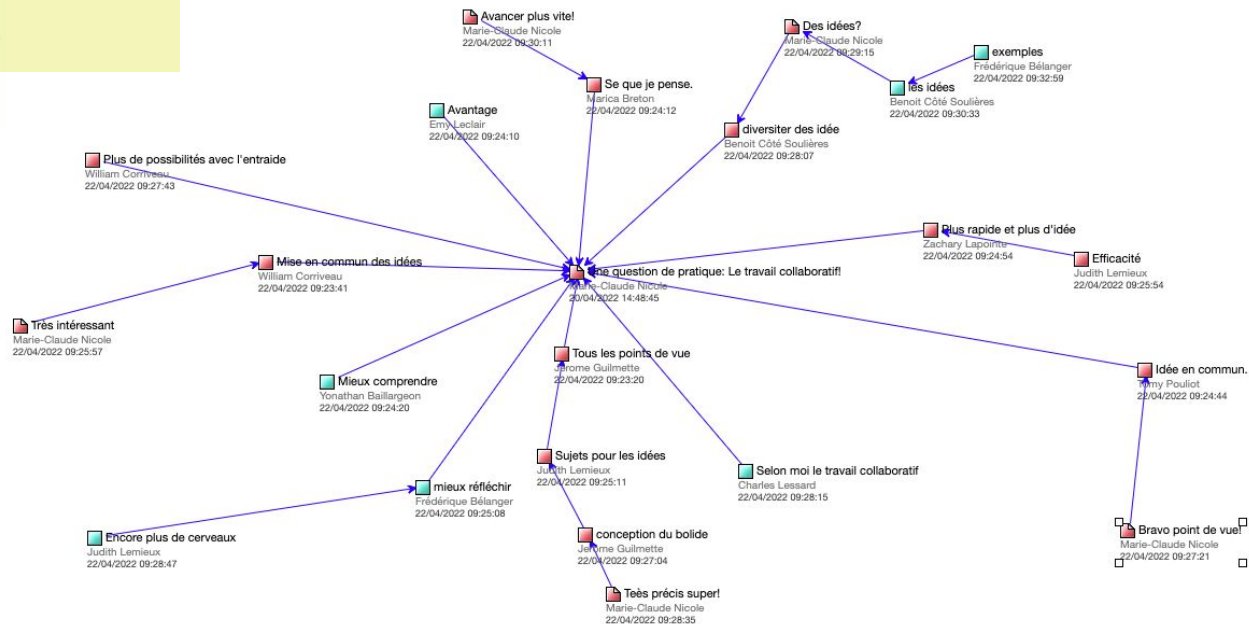 Avancer plus vite!
Marie-Claude Nicole
22/04/2022 09:30:11
Des idées?
Marie-Claude Nicole
22/04/2022 09:29:15
exemples
Frédérique Bélanger
22/04/2022 09:32:59
Se que je pense.
Marica Breton
22/04/2022 09:24:12
les idées
Benoit Côté Soulières
22/04/2022 09:30:33
Avantage
Emy Leclair
22/04/2022 09:24:10
diversiter des idée
Benoit Côté Soulières
22/04/2022 09:28:07
Plus de possibilités avec l'entraide
William Corriveau
22/04/2022 09:27:43
Plus rapide et plus d'idée
Zachary Lapointe
22/04/2022 09:24:54
Efficacité
Judith Lemieux
22/04/2022 09:25:54
Mise en commun des idées
William Corriveau
22/04/2022 09:23:41
Une question de pratique: Le travail collaboratif!
Marie-Claude Nicole
20/04/2022 14:48:45
Très intéressant
Marie-Claude Nicole
22/04/2022 09:25:57
Tous les points de vue
Jerome Guilmette
22/04/2022 09:23:20
Idée en commun.
Tomy Pouliot
22/04/2022 09:24:44
Mieux comprendre
Yonathan Baillargeon
22/04/2022 09:24:20
Sujets pour les idées
Judith Lemieux
22/04/2022 09:25:11
Selon moi le travail collaboratif
Charles Lessard
22/04/2022 09:28:15
mieux réfléchir
Frédérique Bélanger
22/04/2022 09:25:08
Encore plus de cerveaux
Judith Lemieux
22/04/2022 09:28:47
conception du bolide
Jerome Guilmette
22/04/2022 09:27:04
Bravo point de vue!
Marie-Claude Nicole
22/04/2022 09:27:21
Teès précis super!
Marie-Claude Nicole
22/04/2022 09:28:35